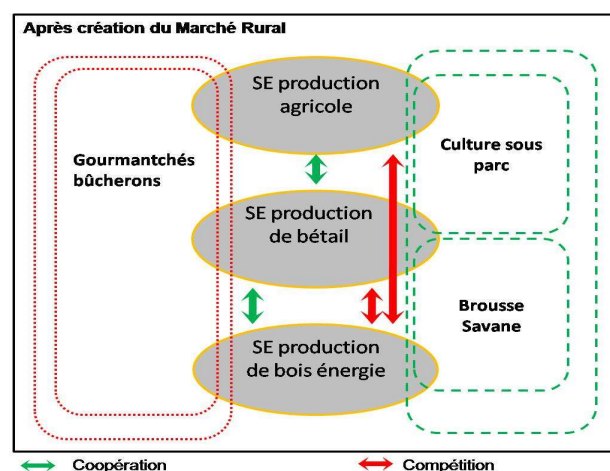 Après création du Marché Rural
SE production
agricole
Gourmantchés
bûcherons
Culture sous
parc
SE production
de bétail
Brousse
Savane
SE production
de bois énergie
Coopération
Compétition